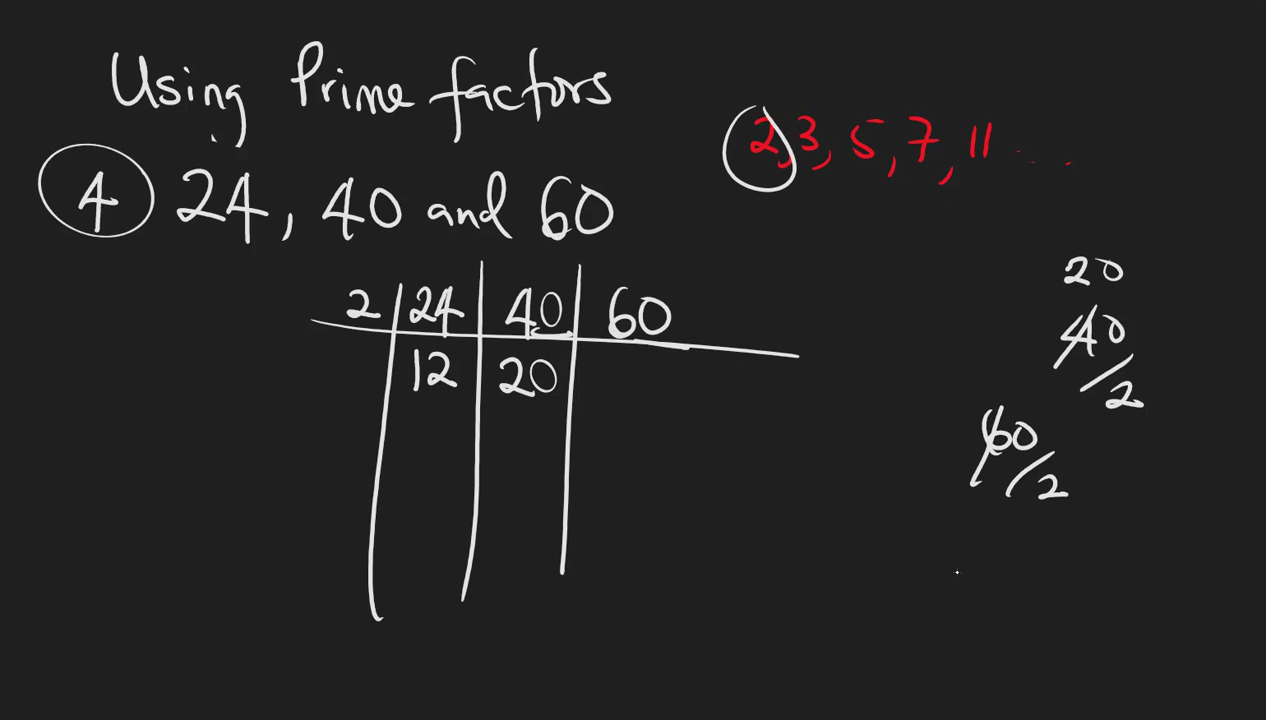 Using Prime factors
2, 3, 5, 7, 11 ...
4 24, 40 and 60
2 24 40 60
12 20
20
40/2
60/2